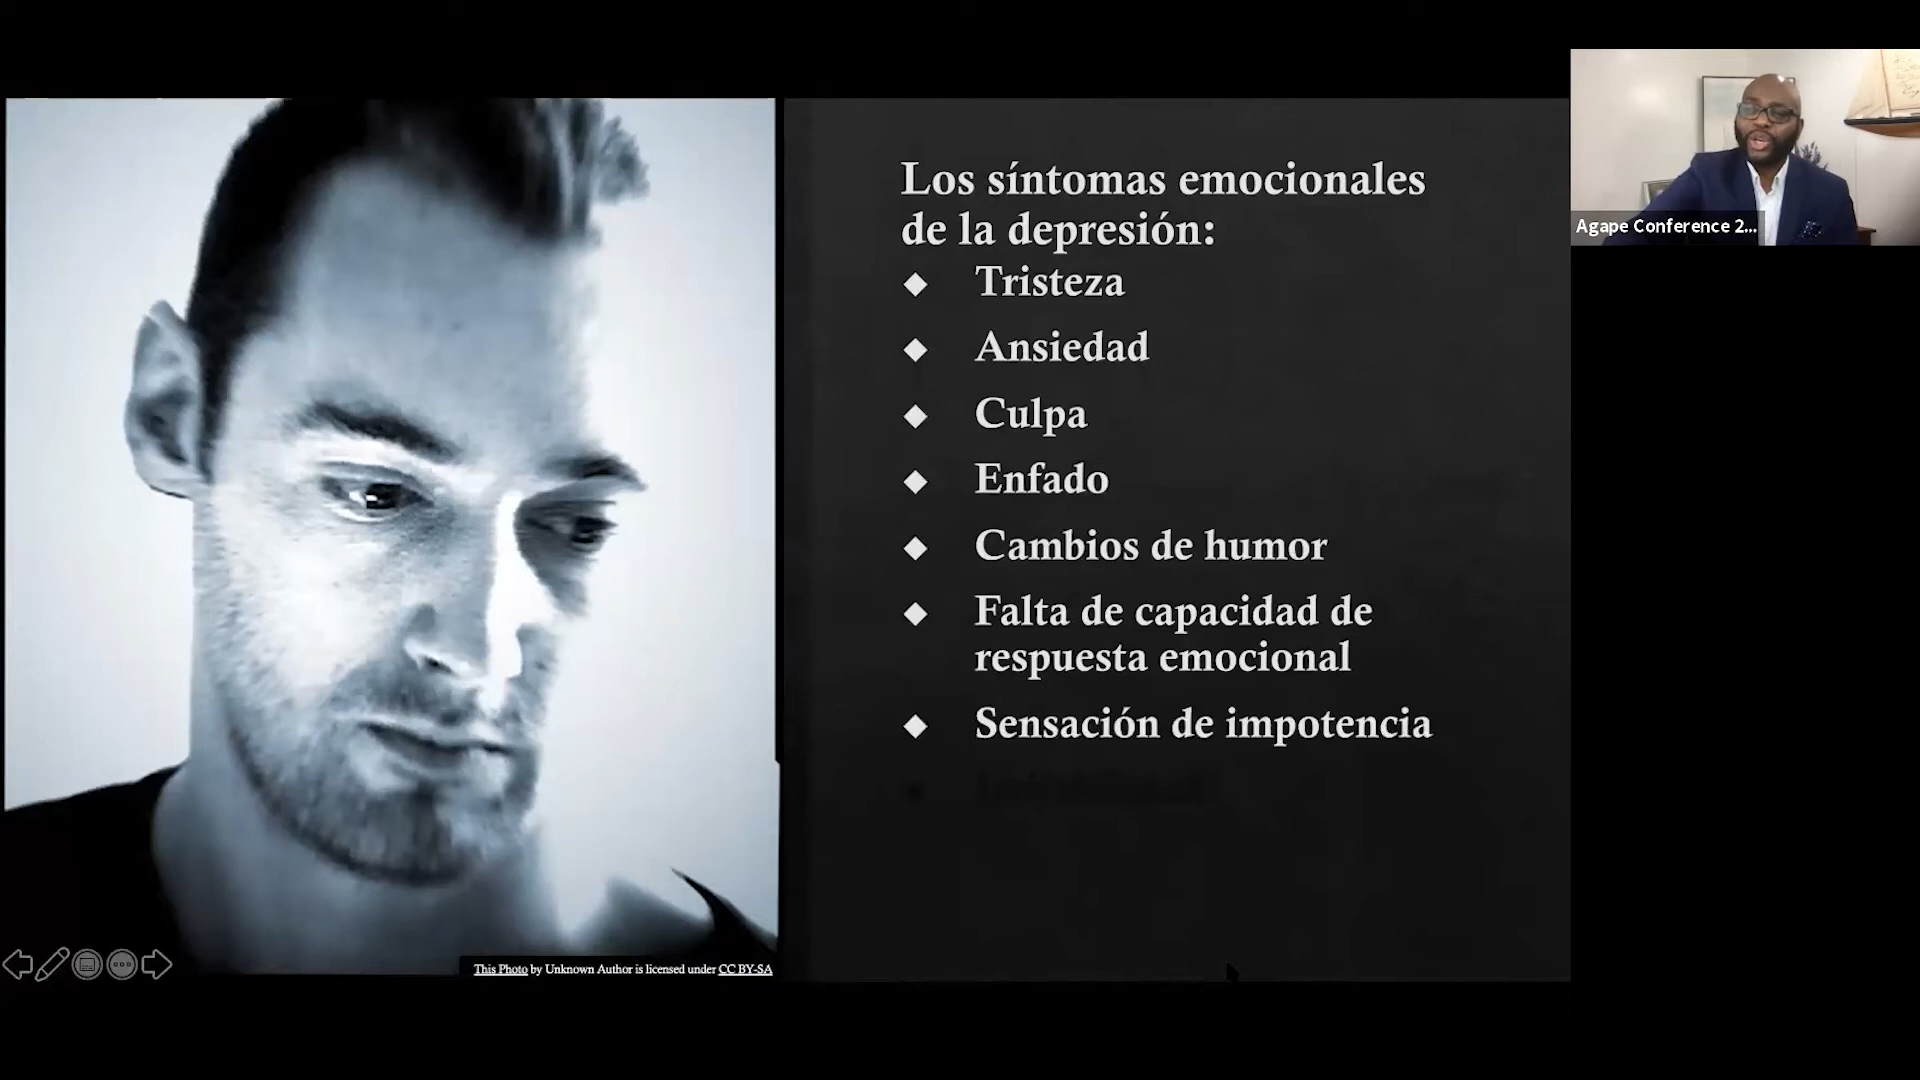 Los síntomas emocionales
de la depresión:
◆ Tristeza
◆ Ansiedad
◆ Culpa
◆ Enfado
◆ Cambios de humor
◆ Falta de capacidad de
respuesta emocional
◆ Sensación de impotencia
Agape Conference 2...
This Photo by Unknown Author is licensed under CC BY-SA